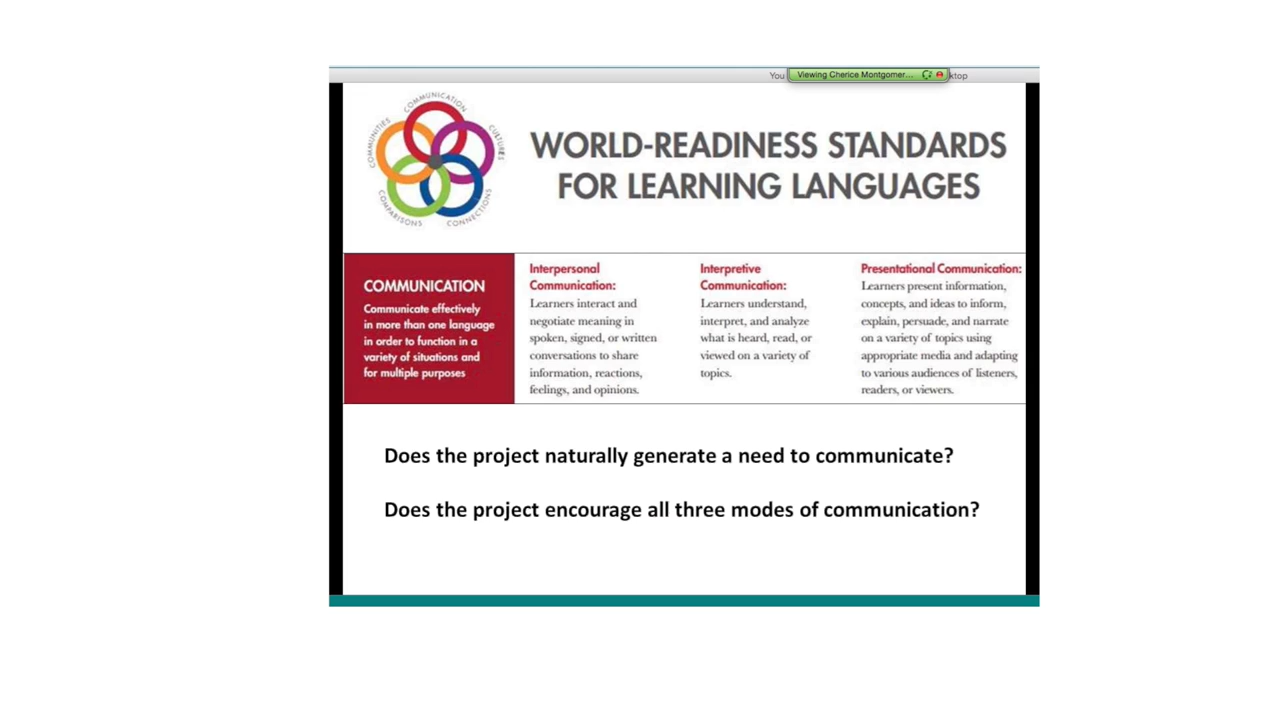 You
Viewing Cherice Montgomer...
ktop
COMMUNICATION
COMMUNITIES
CULTURES
COMPARISONS
CONNECTIONS
WORLD-READINESS STANDARDS
FOR LEARNING LANGUAGES
COMMUNICATION
Communicate effectively
in more than one language
in order to function in a
variety of situations and
for multiple purposes
Interpersonal
Communication:
Learners interact and
negotiate meaning in
spoken, signed, or written
conversations to share
information, reactions,
feelings, and opinions.
Interpretive
Communication:
Learners understand,
interpret, and analyze
what is heard, read, or
viewed on a variety of
topics.
Presentational Communication:
Learners present information,
concepts, and ideas to inform,
explain, persuade, and narrate
on a variety of topics using
appropriate media and adapting
to various audiences of listeners,
readers, or viewers.
Does the project naturally generate a need to communicate?
Does the project encourage all three modes of communication?